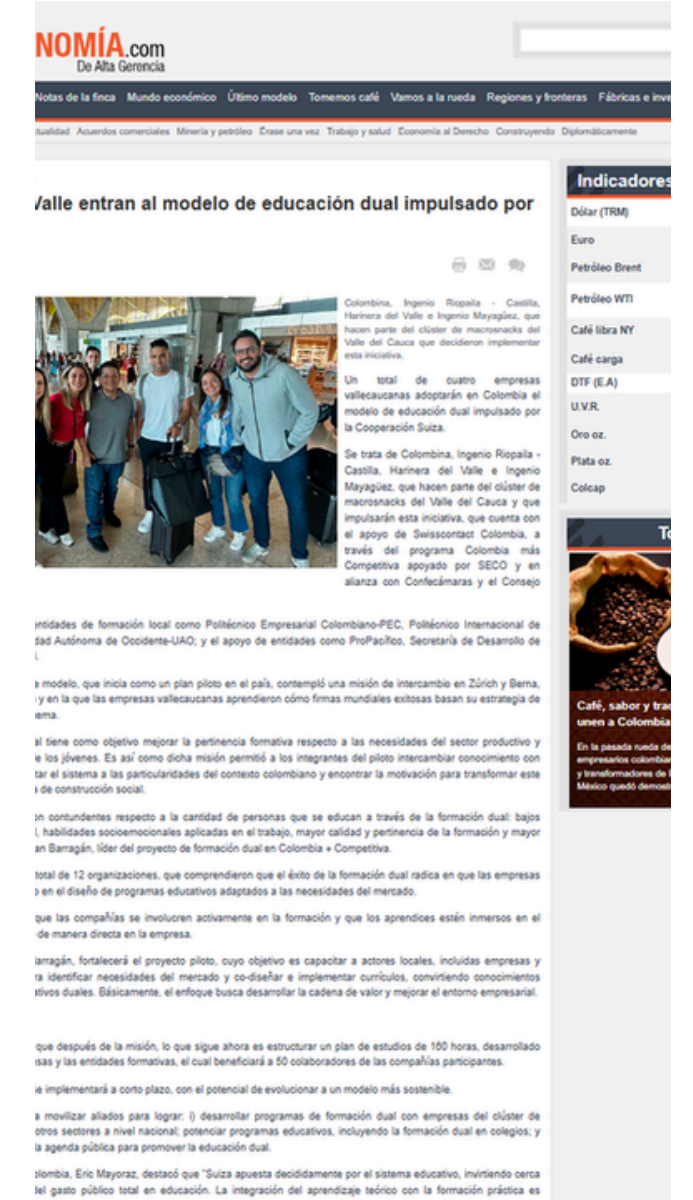 NOMÍA.com
De Alta Gerencia
Notas de la finca Mundo económico Último modelo Tomemos café Vamos a la rueda Regiones y fronteras Fábricas e inve
tualidad Acuerdos comerciales Minería y petróleo Érase una vez Trabajo y salud Economía al Derecho Construyendo Diplomáticamente
Valle entran al modelo de educación dual impulsado por
Colombina, Ingenio Riopaila - Castilla,
Harinera del Valle e Ingenio Mayagüez, que
hacen parte del clúster de macrosnacks del
Valle del Cauca que decidieron implementar
esta iniciativa.
Un total de cuatro empresas
vallecaucanas adoptarán en Colombia el
modelo de educación dual impulsado por
la Cooperación Suiza.
Se trata de Colombina, Ingenio Riopaila -
Castilla, Harinera del Valle e Ingenio
Mayagüez, que hacen parte del clúster de
macrosnacks del Valle del Cauca y que
impulsarán esta iniciativa, que cuenta con
el apoyo de Swisscontact Colombia, a
través del programa Colombia más
Competitiva apoyado por SECO y en
alianza con Confecámaras y el Consejo
entidades de formación local como Politécnico Empresarial Colombiano-PEC, Politécnico Internacional de
dad Autónoma de Occidente-UAO; y el apoyo de entidades como ProPacífico, Secretaría de Desarrollo de
e modelo, que inicia como un plan piloto en el país, contempló una misión de intercambio en Zúrich y Berna,
y en la que las empresas vallecaucanas aprendieron cómo firmas mundiales exitosas basan su estrategia de
ema.
al tiene como objetivo mejorar la pertinencia formativa respecto a las necesidades del sector productivo y
e los jóvenes. Es así como dicha misión permitió a los integrantes del piloto intercambiar conocimiento con
tar el sistema a las particularidades del contexto colombiano y encontrar la motivación para transformar este
de construcción social.
on contundentes respecto a la cantidad de personas que se educan a través de la formación dual: bajos
l, habilidades socioemocionales aplicadas en el trabajo, mayor calidad y pertinencia de la formación y mayor
an Barragán, líder del proyecto de formación dual en Colombia + Competitiva.
total de 12 organizaciones, que comprendieron que el éxito de la formación dual radica en que las empresas
o en el diseño de programas educativos adaptados a las necesidades del mercado.
que las compañías se involucren activamente en la formación y que los aprendices estén inmersos en el
de manera directa en la empresa.
arragán, fortalecerá el proyecto piloto, cuyo objetivo es capacitar a actores locales, incluidas empresas y
ra identificar necesidades del mercado y co-diseñar e implementar currículos, convirtiendo conocimientos
ativos duales. Básicamente, el enfoque busca desarrollar la cadena de valor y mejorar el entorno empresarial.
que después de la misión, lo que sigue ahora es estructurar un plan de estudios de 160 horas, desarrollado
sas y las entidades formativas, el cual beneficiará a 50 colaboradores de las compañías participantes.
e implementará a corto plazo, con el potencial de evolucionar a un modelo más sostenible.
a movilizar aliados para lograr: i) desarrollar programas de formación dual con empresas del clúster de
otros sectores a nivel nacional; potenciar programas educativos, incluyendo la formación dual en colegios; y
la agenda pública para promover la educación dual.
olombia, Eric Mayoraz, destacó que "Suiza apuesta decididamente por el sistema educativo, invirtiendo cerca
del gasto público total en educación. La integración del aprendizaje teórico con la formación práctica es
Indicadores
Dólar (TRM)
Euro
Petróleo Brent
Petróleo WTI
Café libra NY
Café carga
DTF (E.A)
U.V.R.
Oro oz.
Plata oz.
Colcap
To
Café, sabor y trad
unen a Colombia
En la pasada rueda de
empresarios colombian
y transformadores de l
México quedó demost